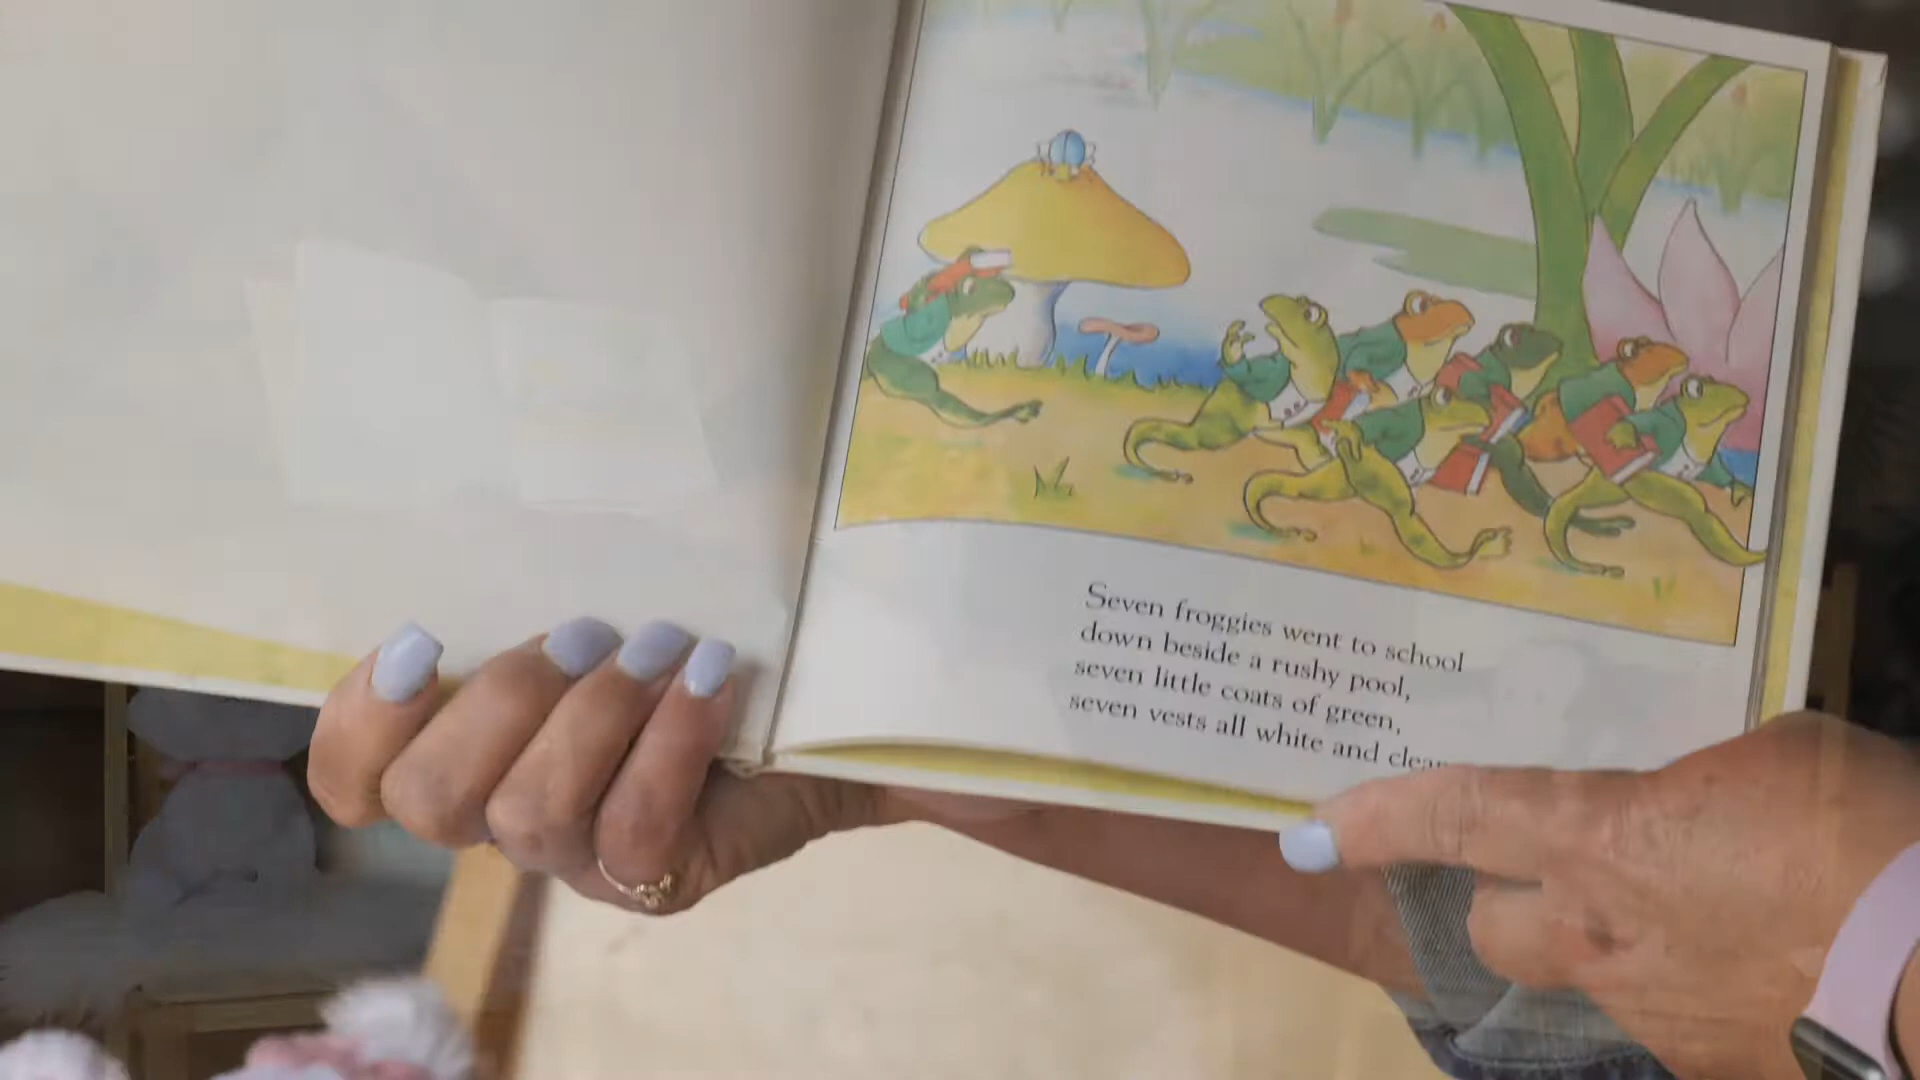 Seven froggies went to school
down beside a rushy pool,
seven little coats of green,
seven vests all white and clean